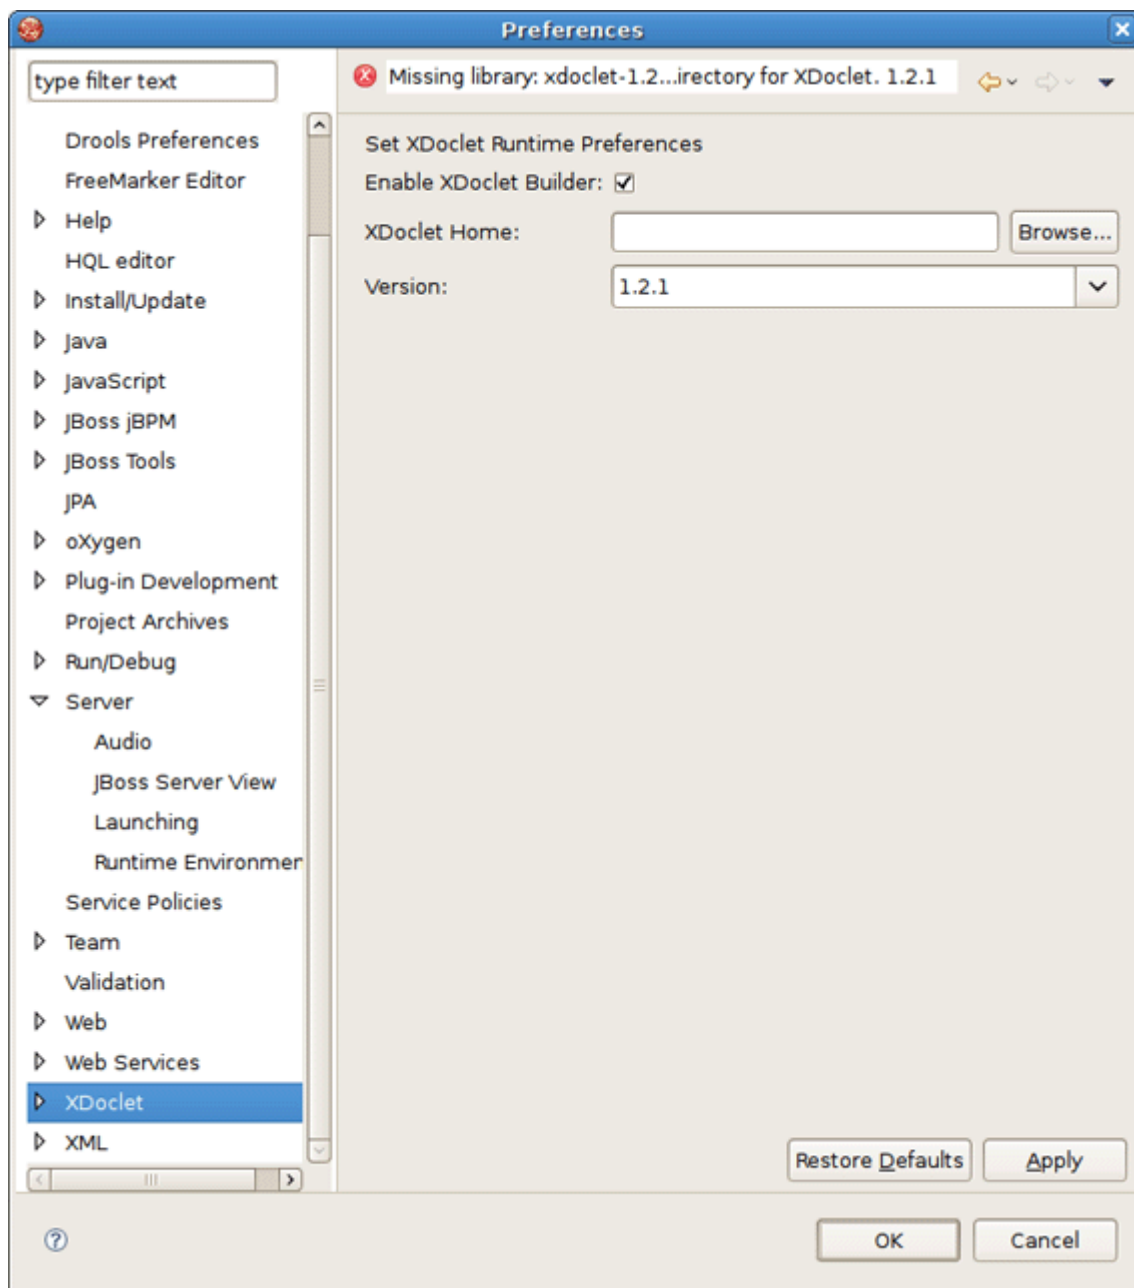 Preferences
type filter text
Missing library: xdoclet-1.2...irectory for XDoclet. 1.2.1
Drools Preferences
FreeMarker Editor
Help
HQL editor
Install/Update
Java
JavaScript
JBoss jBPM
JBoss Tools
JPA
oXygen
Plug-in Development
Project Archives
Run/Debug
Server
Audio
JBoss Server View
Launching
Runtime Environmen
Service Policies
Team
Validation
Web
Web Services
XDoclet
XML
Set XDoclet Runtime Preferences
Enable XDoclet Builder:
XDoclet Home:
Browse...
Version:
1.2.1
Restore Defaults
Apply
?
OK
Cancel